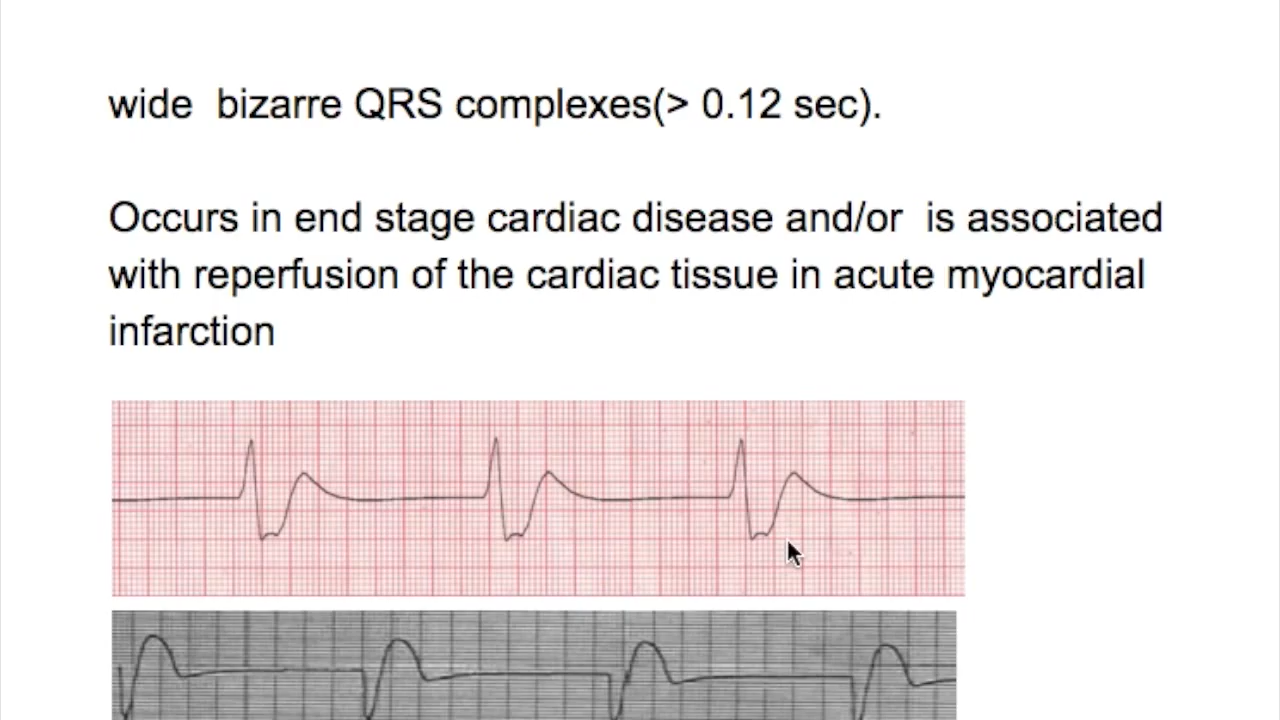 wide  bizarre QRS complexes(> 0.12 sec).
Occurs in end stage cardiac disease and/or  is associated
with reperfusion of the cardiac tissue in acute myocardial
infarction